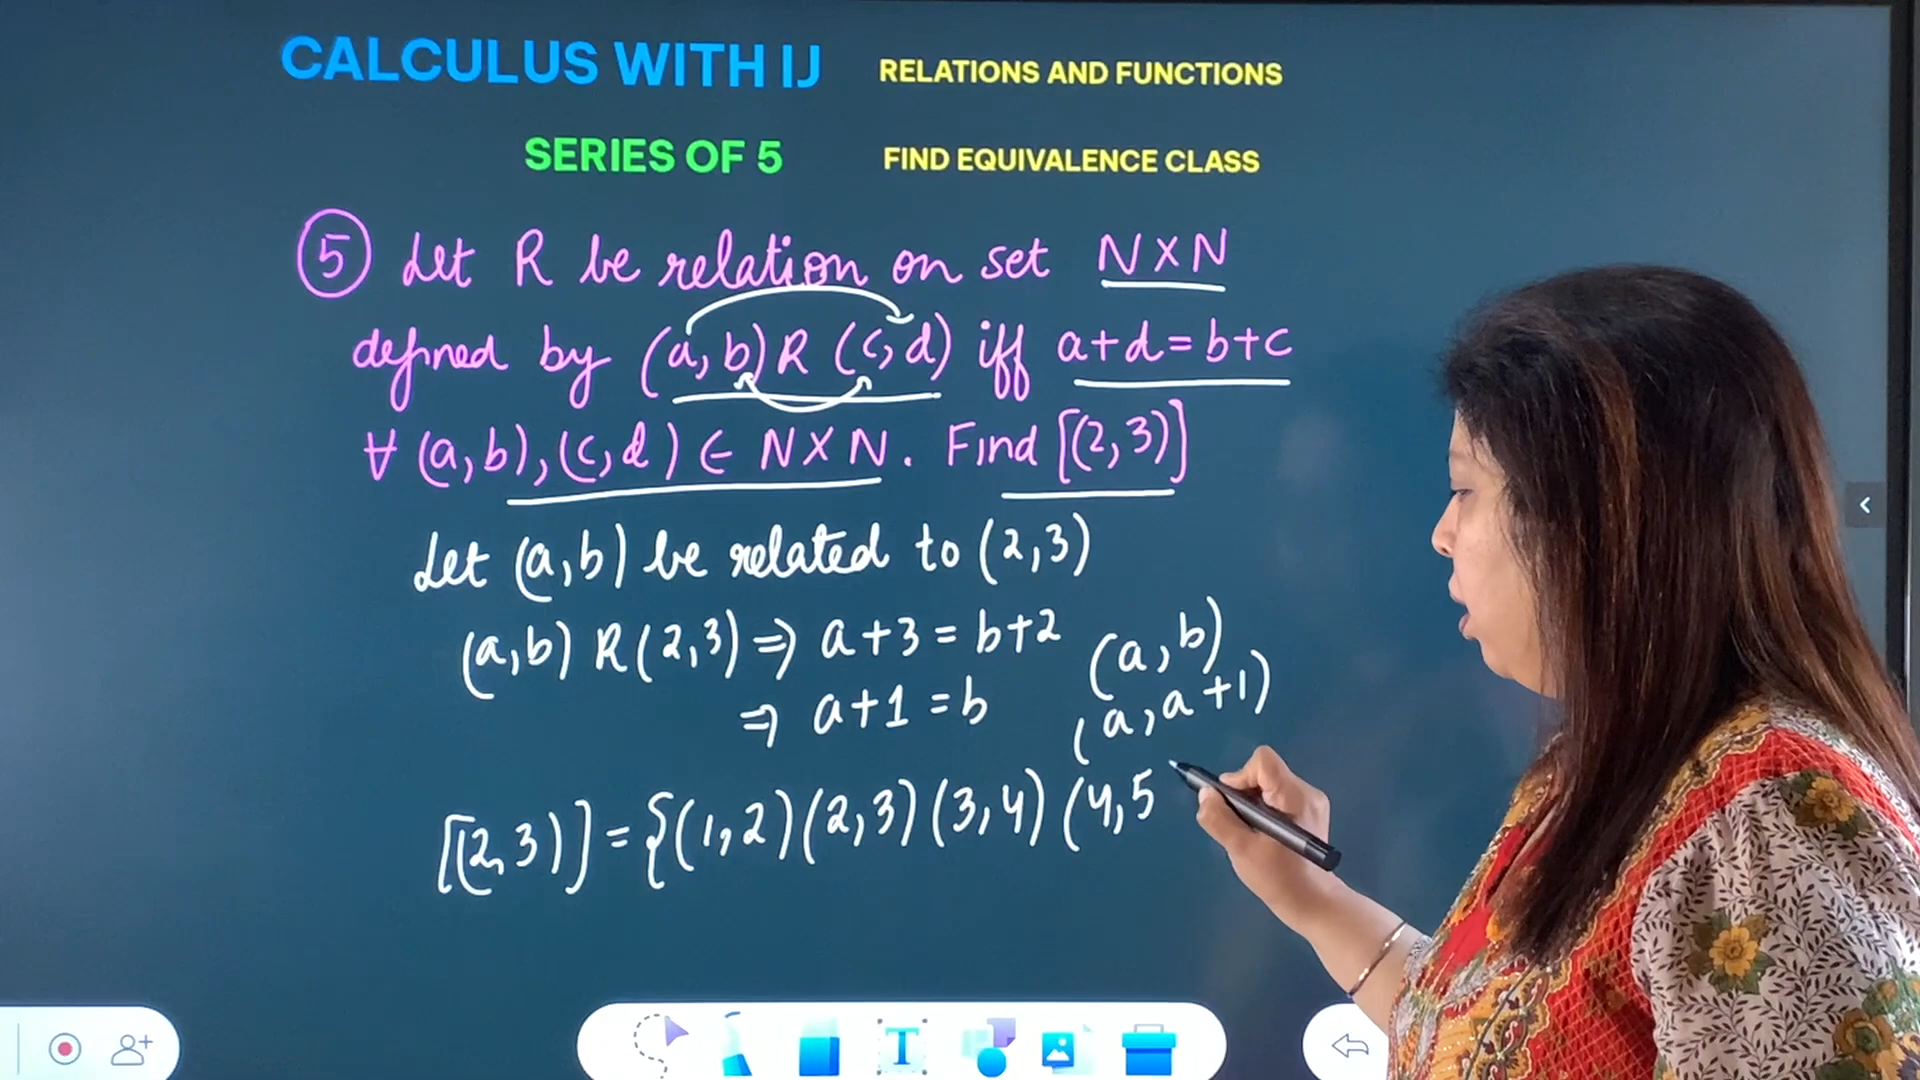 CALCULUS WITH IJ RELATIONS AND FUNCTIONS
SERIES OF 5 FIND EQUIVALENCE CLASS
5 Let R be relation on set N X N
defined by (a, b) R (c, d) iff a+d=b+c
∀ (a, b), (c, d) ∈ N X N. Find [(2, 3)]
Let (a, b) be related to (2, 3)
(a, b) R (2, 3) ⇒ a+3 = b+2 (a, b)
⇒ a+1 = b (a, a+1)
[(2, 3)] = {(1, 2) (2, 3) (3, 4) (4, 5
T